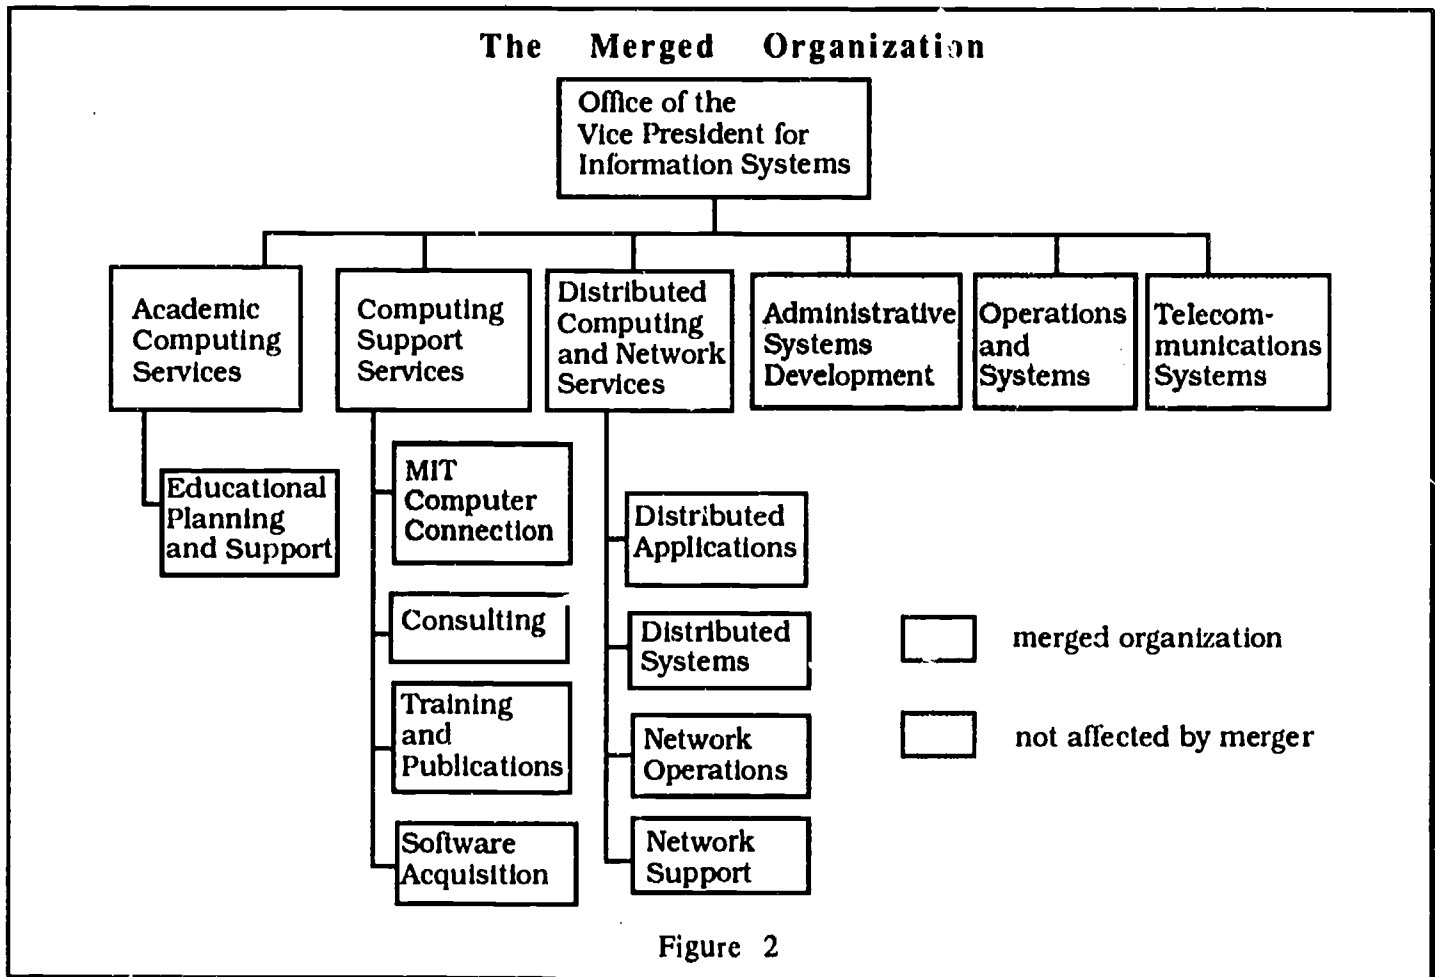 The Merged Organization
Office of the
Vice President for
Information Systems
Academic
Computing
Services
Computing
Support
Services
Distributed
Computing
and Network
Services
Administrative
Systems
Development
Operations
and
Systems
Telecom-
munications
Systems
Educational
Planning
and Support
MIT
Computer
Connection
Consulting
Training
and
Publications
Software
Acquisition
Distributed
Applications
Distributed
Systems
Network
Operations
Network
Support
merged organization
not affected by merger
Figure 2